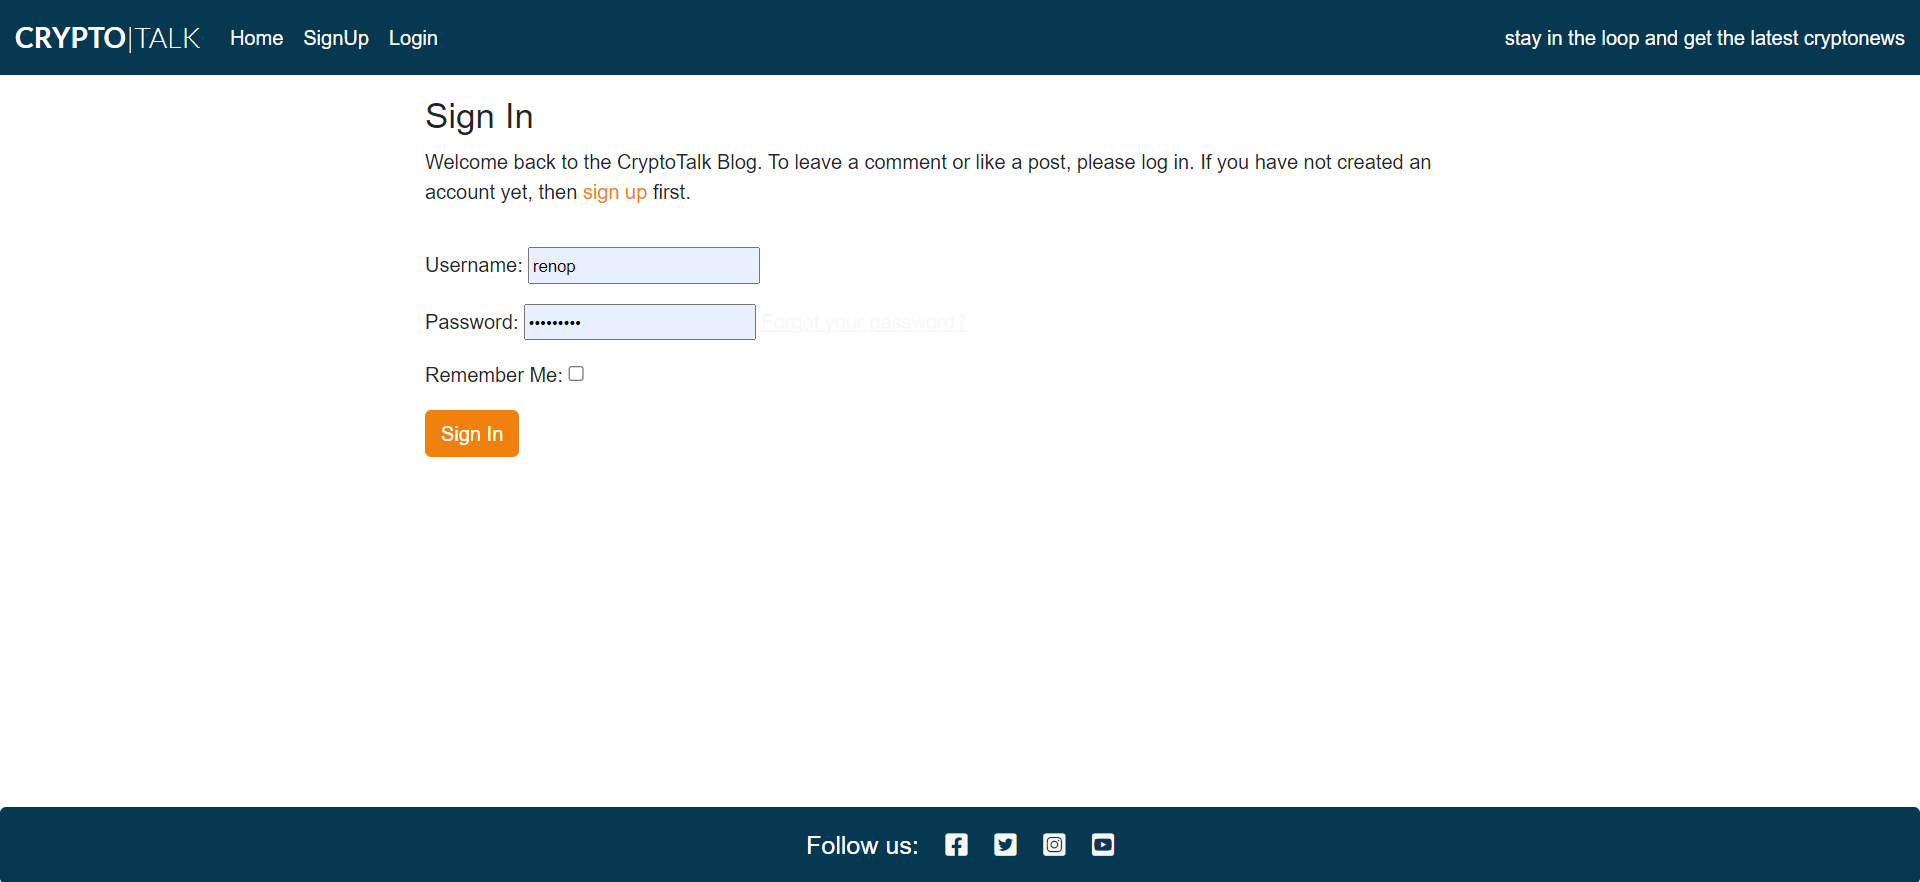 CRYPTO|TALK Home SignUp Login stay in the loop and get the latest cryptonews
Sign In
Welcome back to the CryptoTalk Blog. To leave a comment or like a post, please log in. If you have not created an
account yet, then sign up first.
Username: renop
Password: ••••••••• Forgot your password?
Remember Me:
Sign In
Follow us: